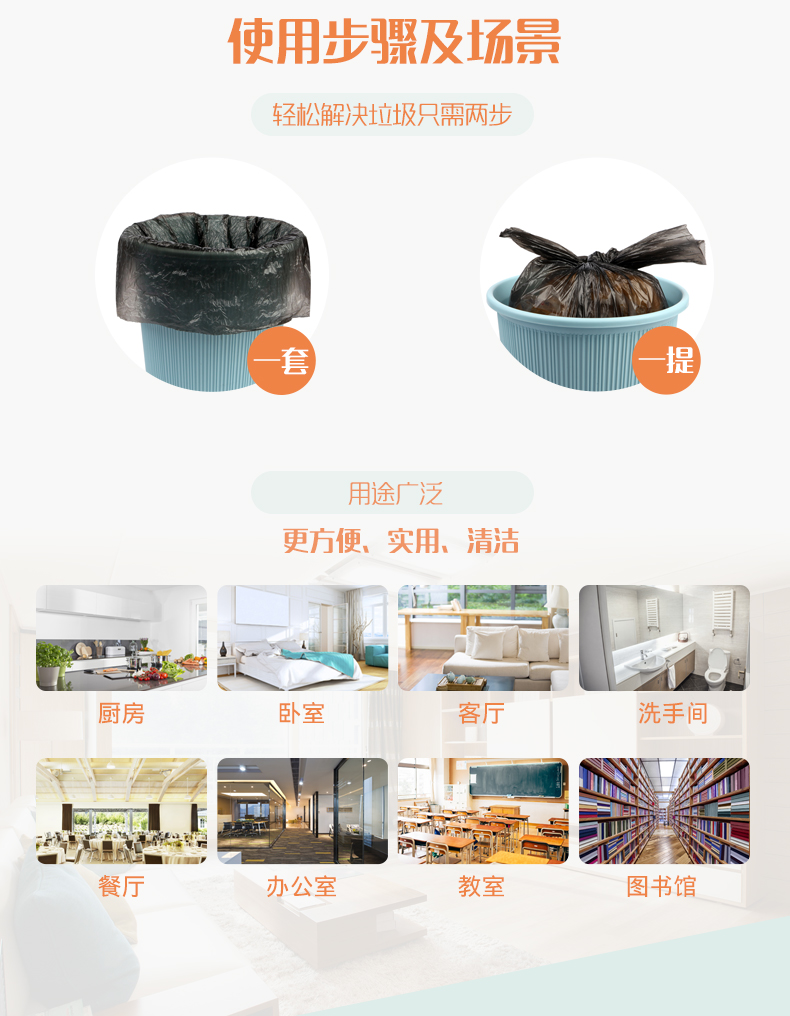 使用步骤及场景
轻松解决垃圾只需两步
一套
一提
用途广泛
更方便、实用、清洁
厨房
卧室
客厅
洗手间
餐厅
办公室
教室
图书馆